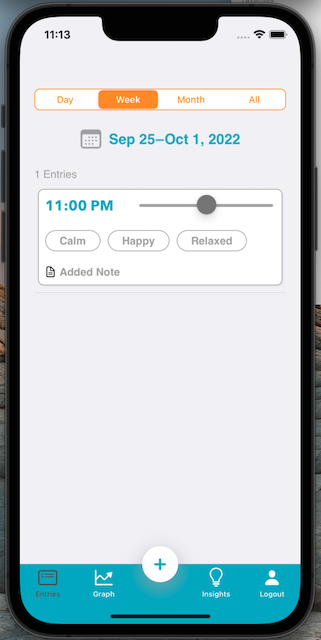 11:13
Day Week Month All
Sep 25–Oct 1, 2022
1 Entries
11:00 PM
Calm Happy Relaxed
Added Note
Entries Graph + Insights Logout